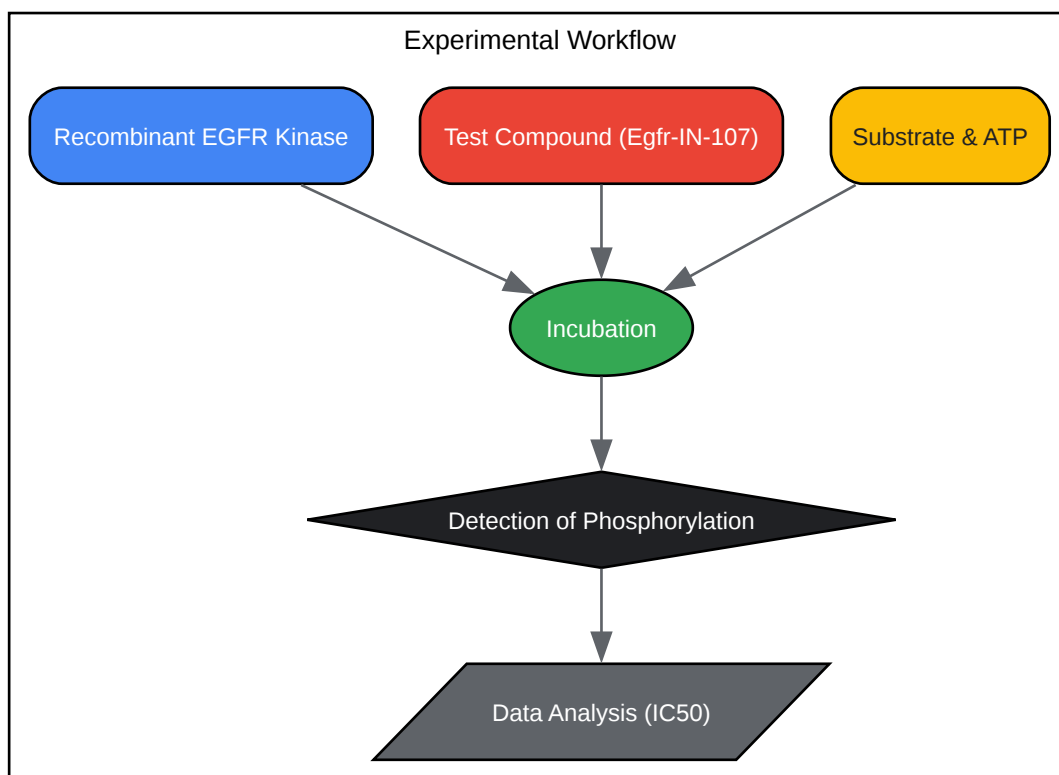 Experimental Workflow
Recombinant EGFR Kinase
Test Compound (Egfr-IN-107)
Substrate & ATP
Incubation
Detection of Phosphorylation
Data Analysis (IC50)